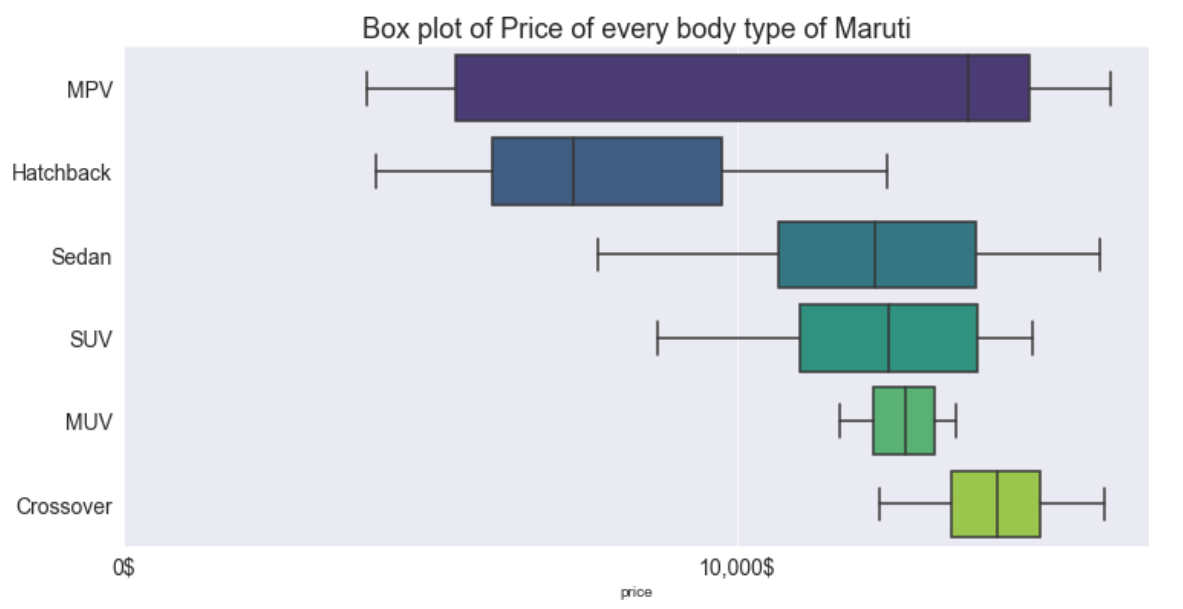 Box plot of Price of every body type of Maruti
MPV
Hatchback
Sedan
SUV
MUV
Crossover
0$ 10,000$
price